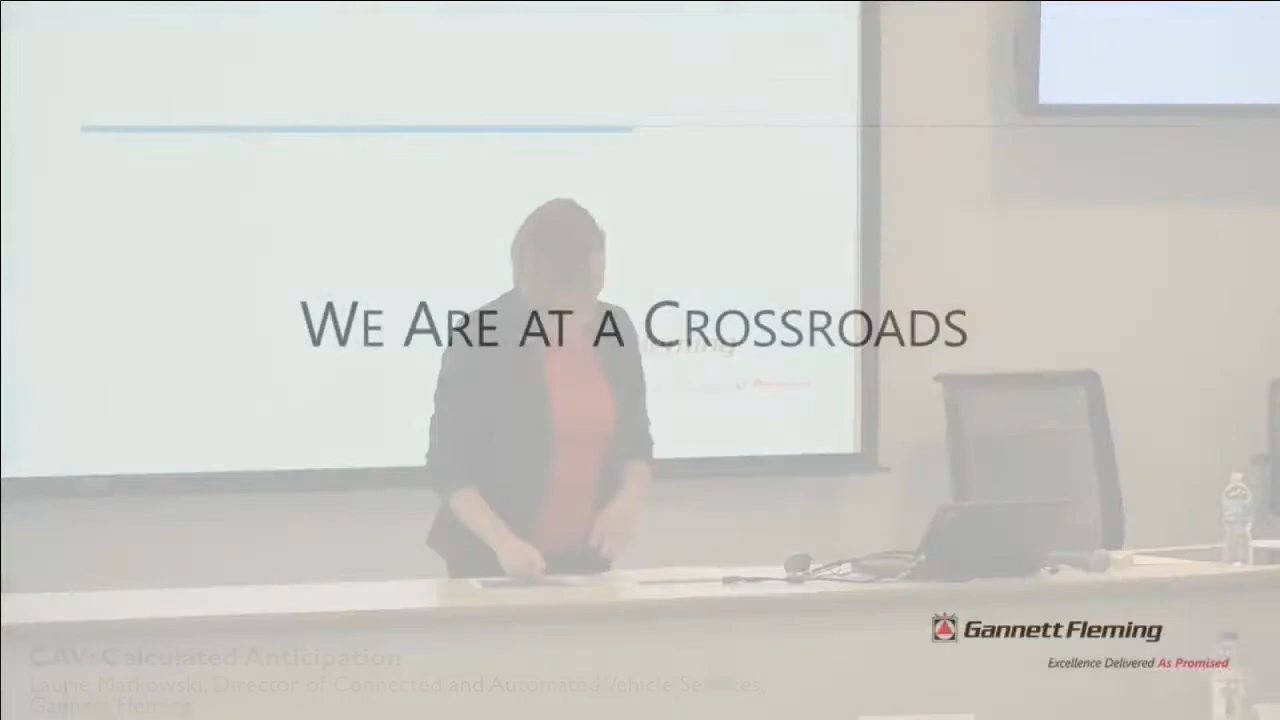 WE ARE AT A CROSSROADS
Gannett Fleming
Excellence Delivered As Promised
CAV: Calculated Anticipation
Laurie Matkowski, Director of Connected and Automated Vehicle Services,
Gannett Fleming